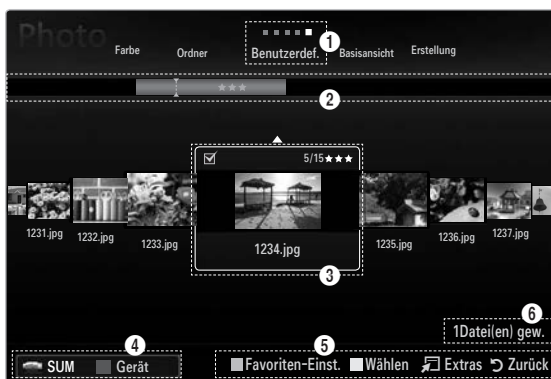 Photo
Farbe Ordner Benutzerdef. Basisansicht Erstellung
1
★★★
2
5/15★★★
1231.jpg 1232.jpg 1233.jpg 1234.jpg 1235.jpg 1236.jpg 1237.jpg
3
6
1Datei(en) gew.
4 5
SUM Gerät Favoriten-Einst. Wählen Extras Zurück